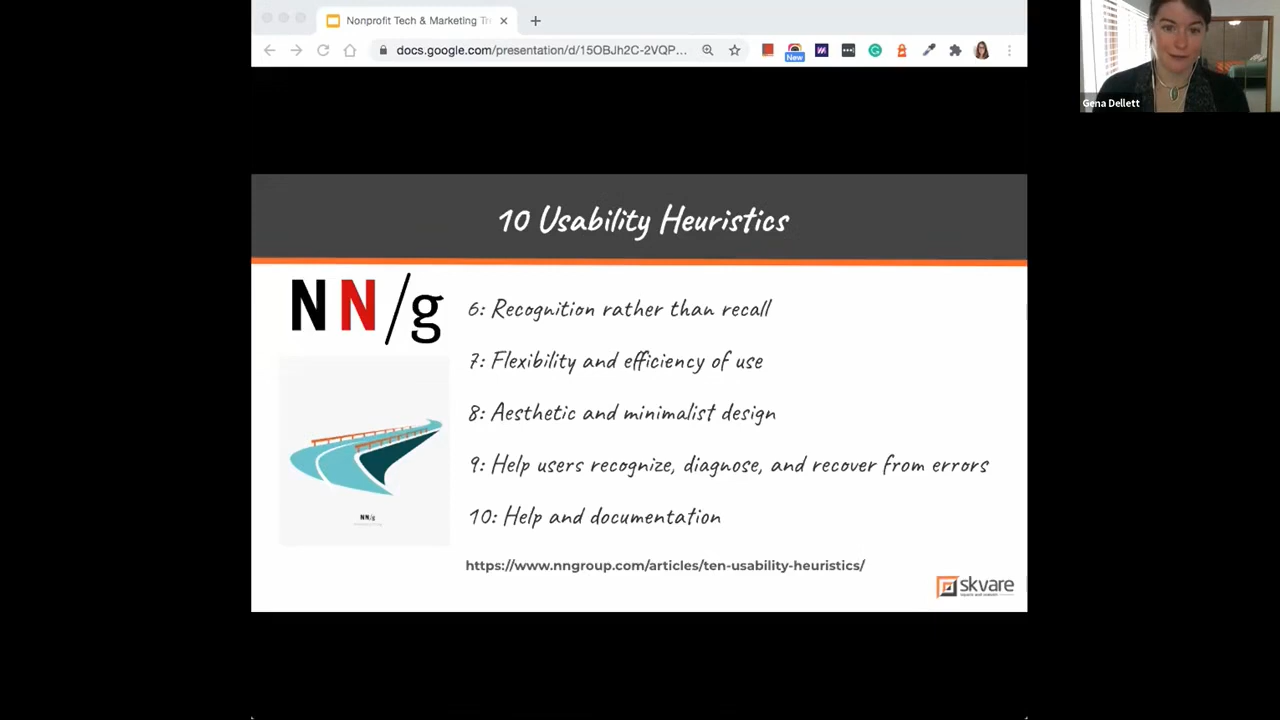 Nonprofit Tech & Marketing Tr
docs.google.com/presentation/d/15OBJh2C-2VQP...
New
Gena Dellett
10 Usability Heuristics
NN/g
6: Recognition rather than recall
7: Flexibility and efficiency of use
8: Aesthetic and minimalist design
9: Help users recognize, diagnose, and recover from errors
NN/g
10: Help and documentation
https://www.nngroup.com/articles/ten-usability-heuristics/
skvare